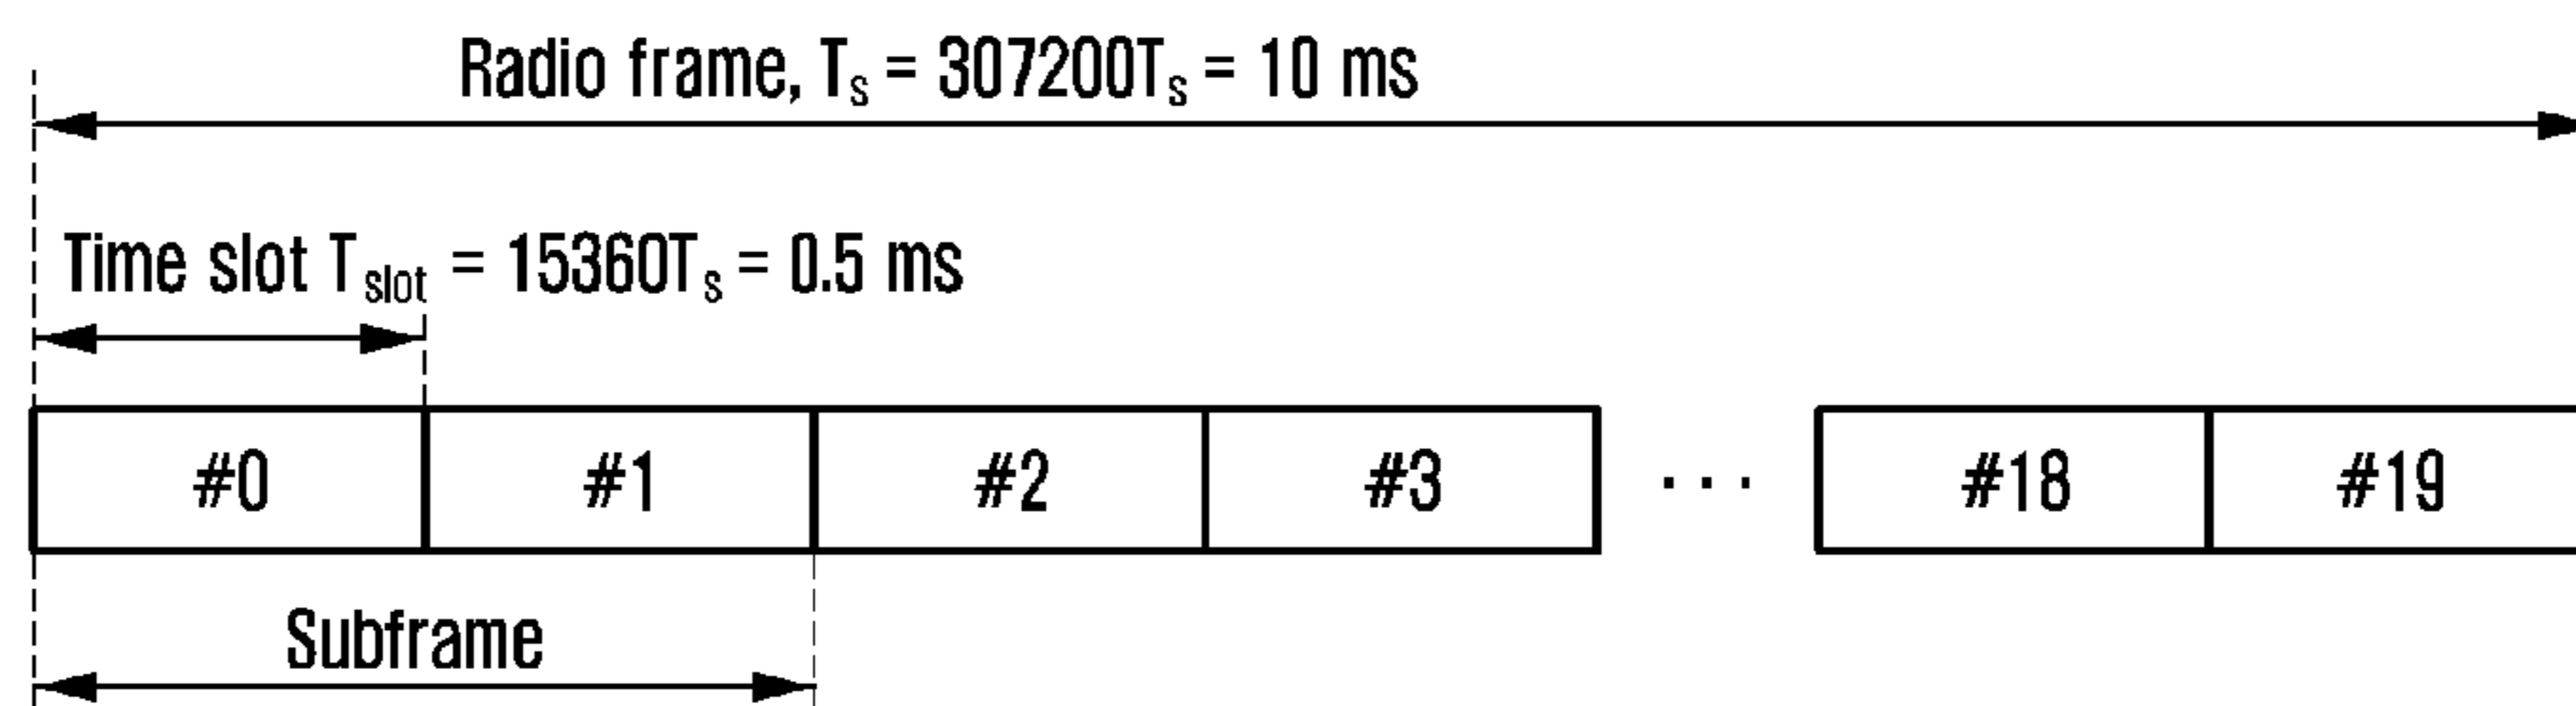 Radio frame, Ts = 307200Ts = 10 ms
Time slot Tslot = 15360Ts = 0.5 ms
#0 #1 #2 #3 ··· #18 #19
Subframe